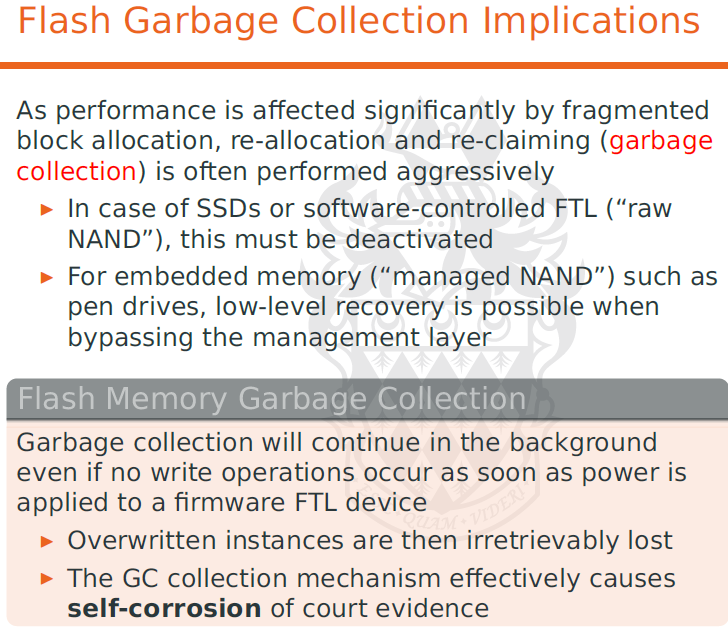 Flash Garbage Collection Implications
As performance is affected significantly by fragmented
block allocation, re-allocation and re-claiming (garbage
collection) is often performed aggressively
► In case of SSDs or software-controlled FTL (“raw
NAND”), this must be deactivated
► For embedded memory (“managed NAND”) such as
pen drives, low-level recovery is possible when
bypassing the management layer
Flash Memory Garbage Collection
Garbage collection will continue in the background
even if no write operations occur as soon as power is
applied to a firmware FTL device
► Overwritten instances are then irretrievably lost
► The GC collection mechanism effectively causes
self-corrosion of court evidence
QUAM · VIDERI